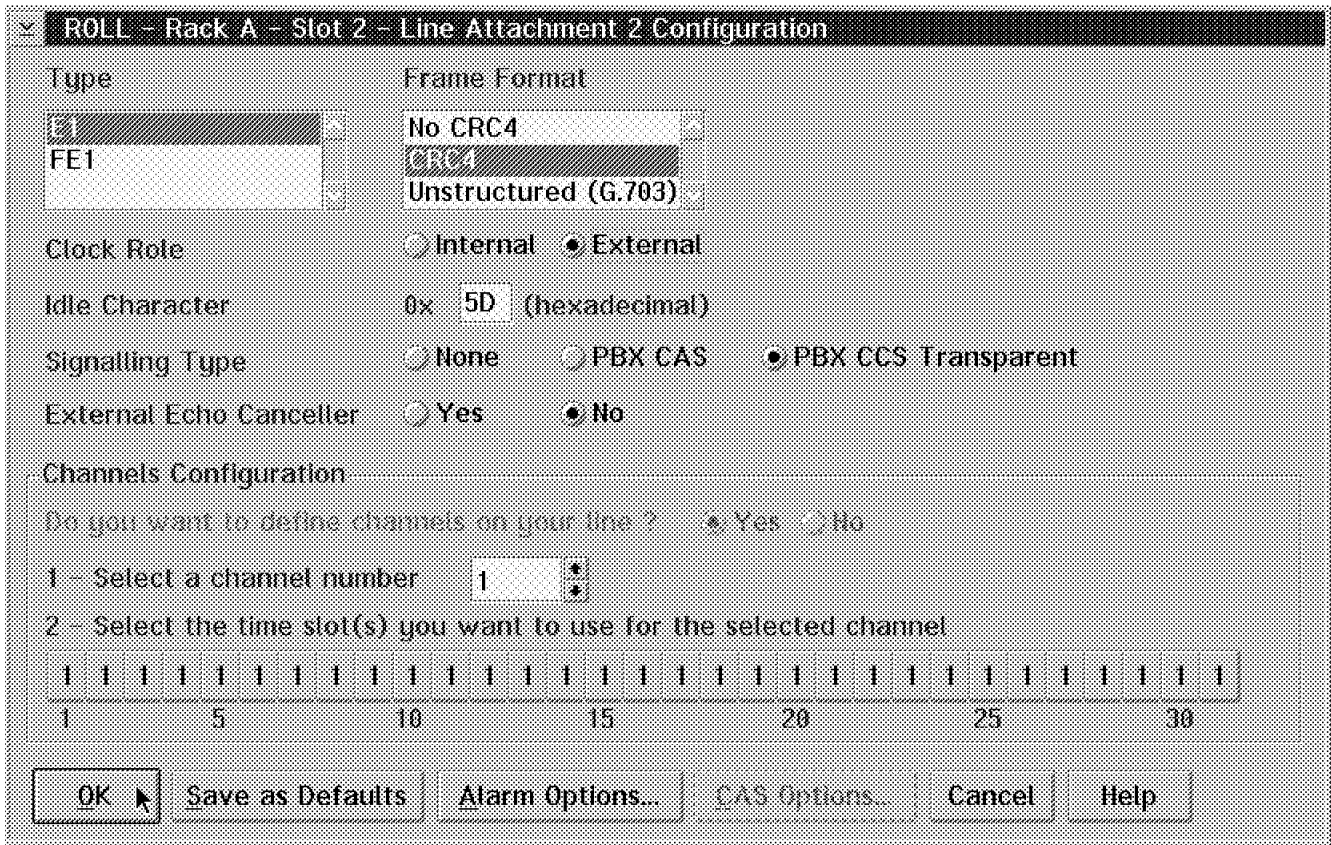 ROLL - Rack A - Slot 2 - Line Attachment 2 Configuration
Type Frame Format
E1 No CRC4
FE1 CRC4
Unstructured (G.703)
Clock Role Internal External
Idle Character 0x 5D (hexadecimal)
Signalling Type None PBX CAS PBX CCS Transparent
External Echo Canceller Yes No
Channels Configuration
Do you want to define channels on your line ? Yes No
1 - Select a channel number 1
2 - Select the time slot(s) you want to use for the selected channel
1 1 1 1 1 1 1 1 1 1 1 1 1 1 1 1 1 1 1 1 1 1 1 1 1 1 1 1 1 1 1
1 5 10 15 20 25 30
OK Save as Defaults Alarm Options... CAS Options... Cancel Help